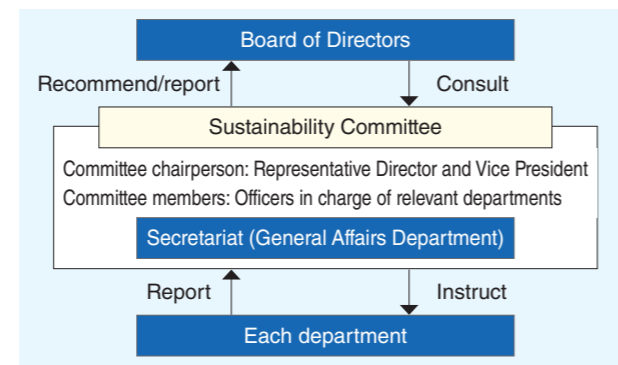 Board of Directors
Recommend/report
Consult
Sustainability Committee
Committee chairperson: Representative Director and Vice President
Committee members: Officers in charge of relevant departments
Secretariat (General Affairs Department)
Report
Instruct
Each department